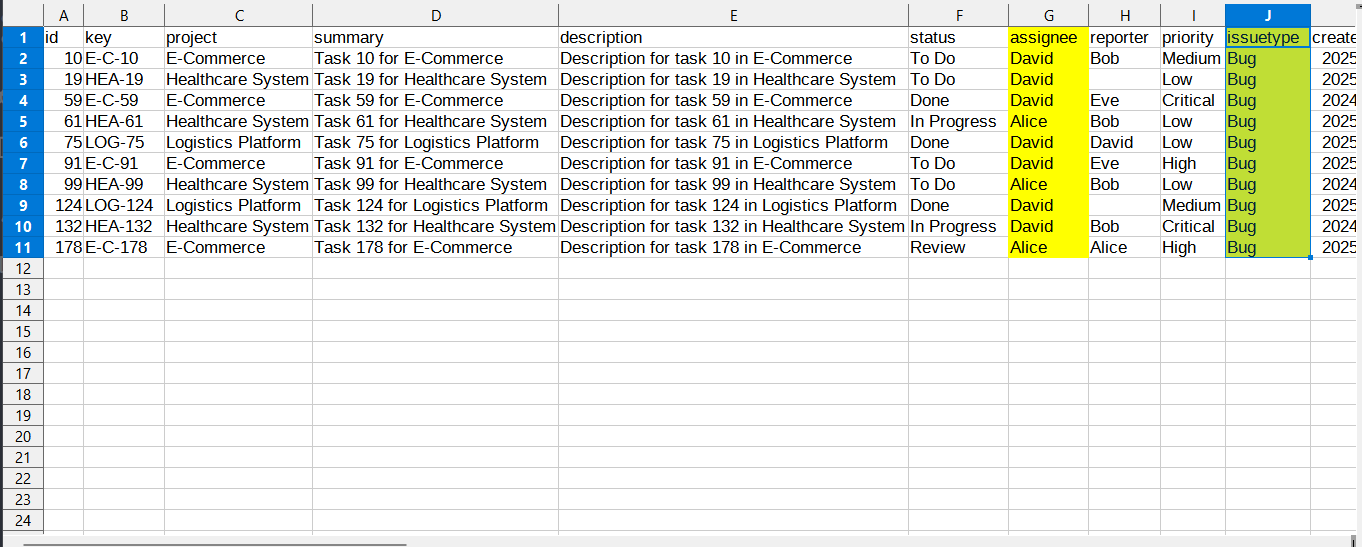 A B C D E F G H I J
1 id key project summary description status assignee reporter priority issuetype create
2 10 E-C-10 E-Commerce Task 10 for E-Commerce Description for task 10 in E-Commerce To Do David Bob Medium Bug 2025
3 19 HEA-19 Healthcare System Task 19 for Healthcare System Description for task 19 in Healthcare System To Do David Low Bug 2025
4 59 E-C-59 E-Commerce Task 59 for E-Commerce Description for task 59 in E-Commerce Done David Eve Critical Bug 2024
5 61 HEA-61 Healthcare System Task 61 for Healthcare System Description for task 61 in Healthcare System In Progress Alice Bob Low Bug 2025
6 75 LOG-75 Logistics Platform Task 75 for Logistics Platform Description for task 75 in Logistics Platform Done David David Low Bug 2025
7 91 E-C-91 E-Commerce Task 91 for E-Commerce Description for task 91 in E-Commerce To Do David Eve High Bug 2025
8 99 HEA-99 Healthcare System Task 99 for Healthcare System Description for task 99 in Healthcare System To Do Alice Bob Low Bug 2024
9 124 LOG-124 Logistics Platform Task 124 for Logistics Platform Description for task 124 in Logistics Platform Done David Medium Bug 2025
10 132 HEA-132 Healthcare System Task 132 for Healthcare System Description for task 132 in Healthcare System In Progress David Bob Critical Bug 2024
11 178 E-C-178 E-Commerce Task 178 for E-Commerce Description for task 178 in E-Commerce Review Alice Alice High Bug 2025
12
13
14
15
16
17
18
19
20
21
22
23
24